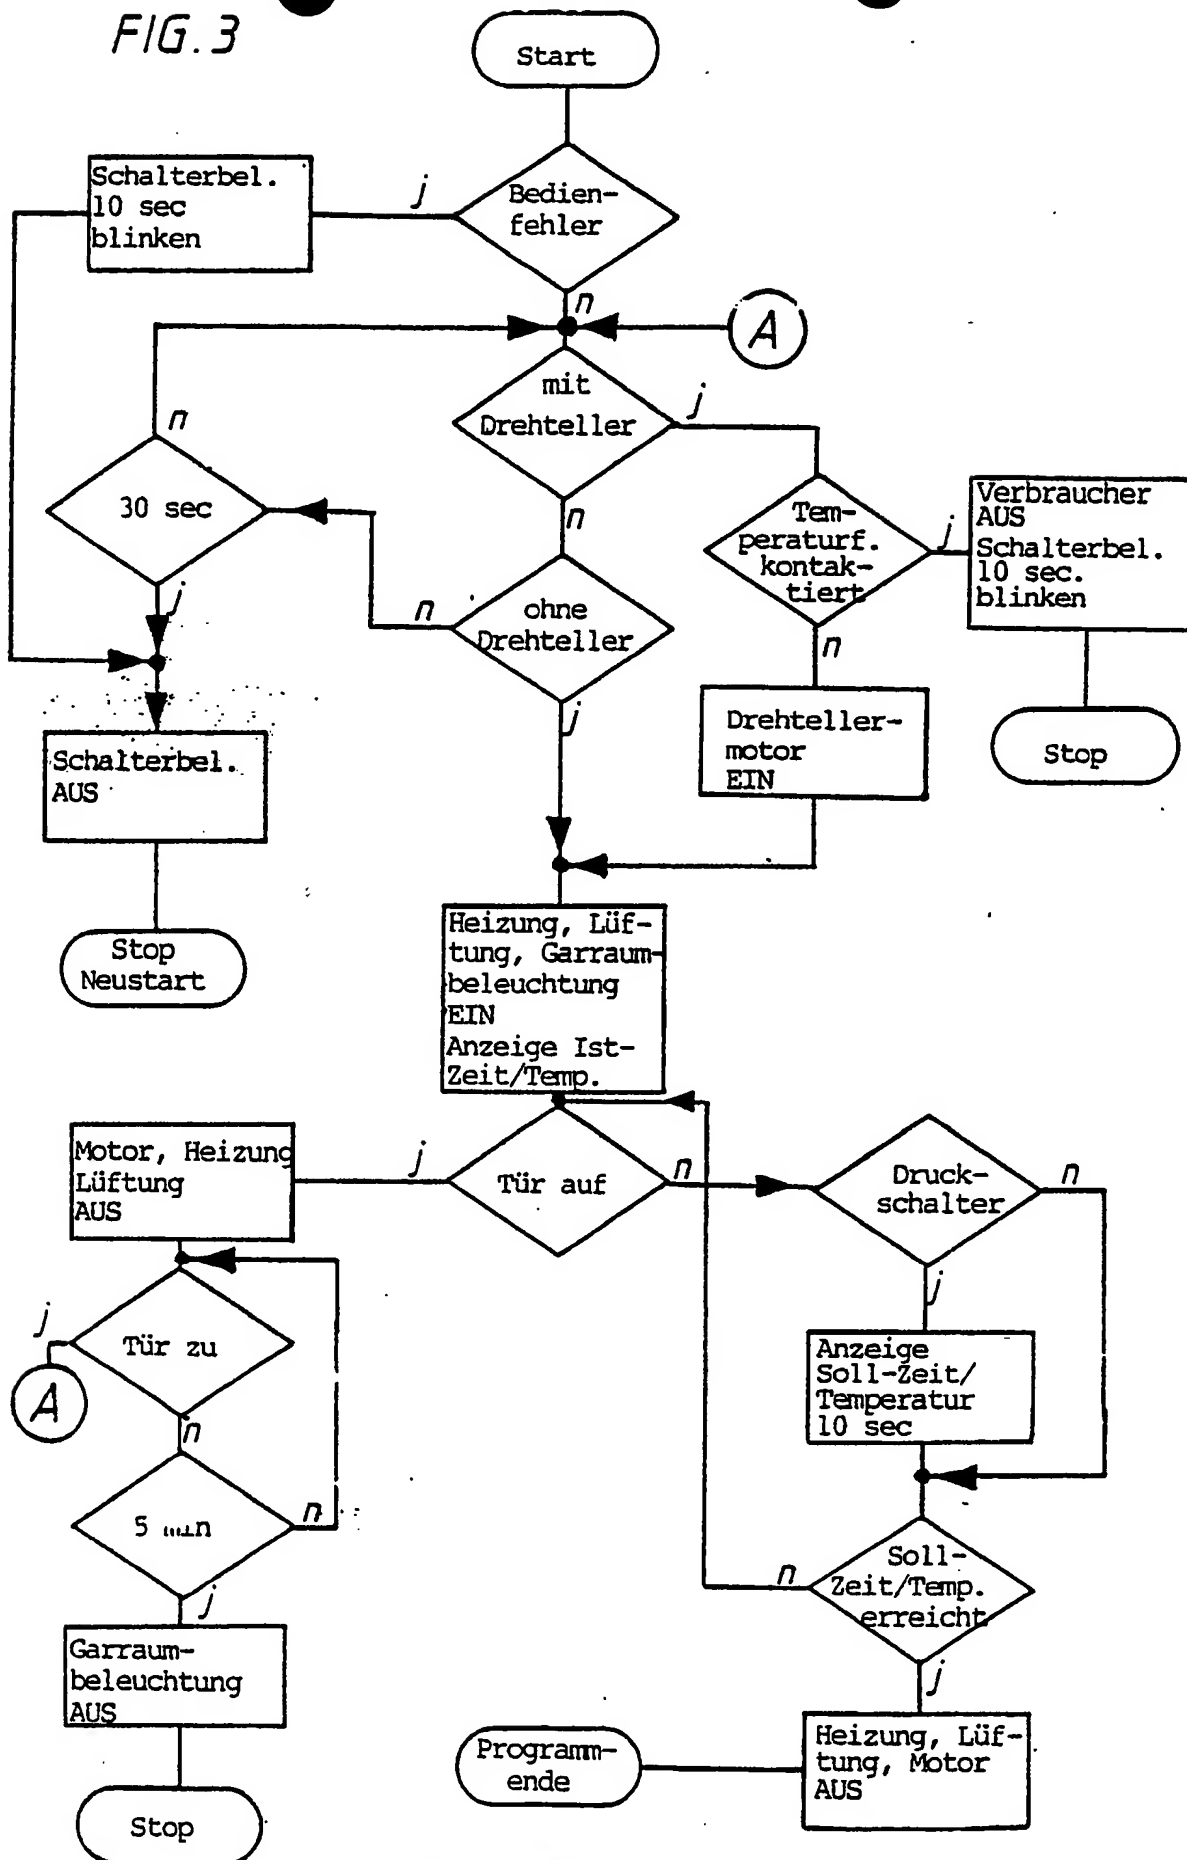 FIG. 3
Start
Schalterbel.
10 sec
blinken
j
Bedien-
fehler
n
A
mit
Drehteller
j
n
30 sec
j
n
ohne
Drehteller
n
j
Tem-
peraturf.
kontak-
tiert
j
n
Verbraucher
AUS
Schalterbel.
10 sec.
blinken
Stop
Drehteller-
motor
EIN
Schalterbel.
AUS
Stop
Neustart
Heizung, Lüf-
tung, Garraum-
beleuchtung
EIN
Anzeige Ist-
Zeit/Temp.
Motor, Heizung
Lüftung
AUS
j
Tür auf
n
Druck-
schalter
n
j
Anzeige
Soll-Zeit/
Temperatur
10 sec
j
Tür zu
A
n
5 min
n
j
Garraum-
beleuchtung
AUS
Stop
n
Soll-
Zeit/Temp.
erreicht
j
Heizung, Lüf-
tung, Motor
AUS
Programm-
ende